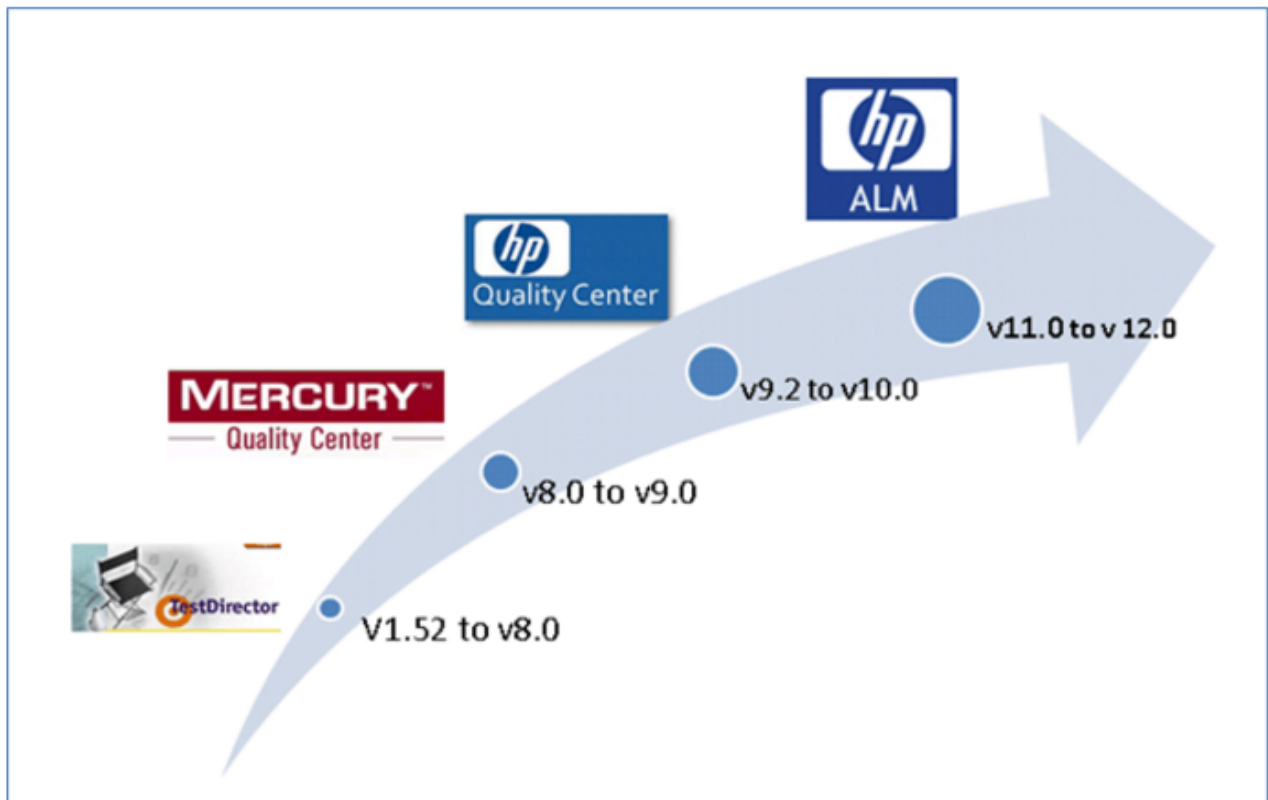 hp
ALM
hp
Quality Center
v11.0 to v 12.0
v9.2 to v10.0
MERCURY™
Quality Center
v8.0 to v9.0
TestDirector
V1.52 to v8.0